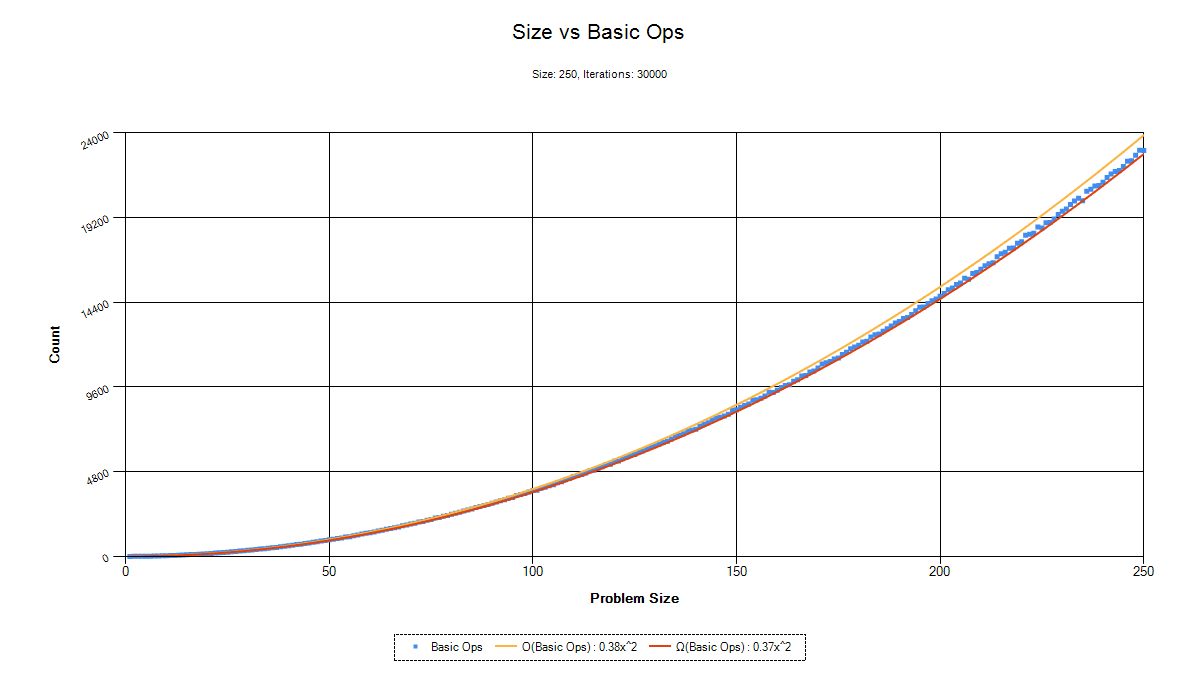 Size vs Basic Ops
Size: 250, Iterations: 30000
24000
19200
14400
9600
4800
0
Count
0 50 100 150 200 250
Problem Size
Basic Ops O(Basic Ops) : 0.38x^2 Ω(Basic Ops) : 0.37x^2